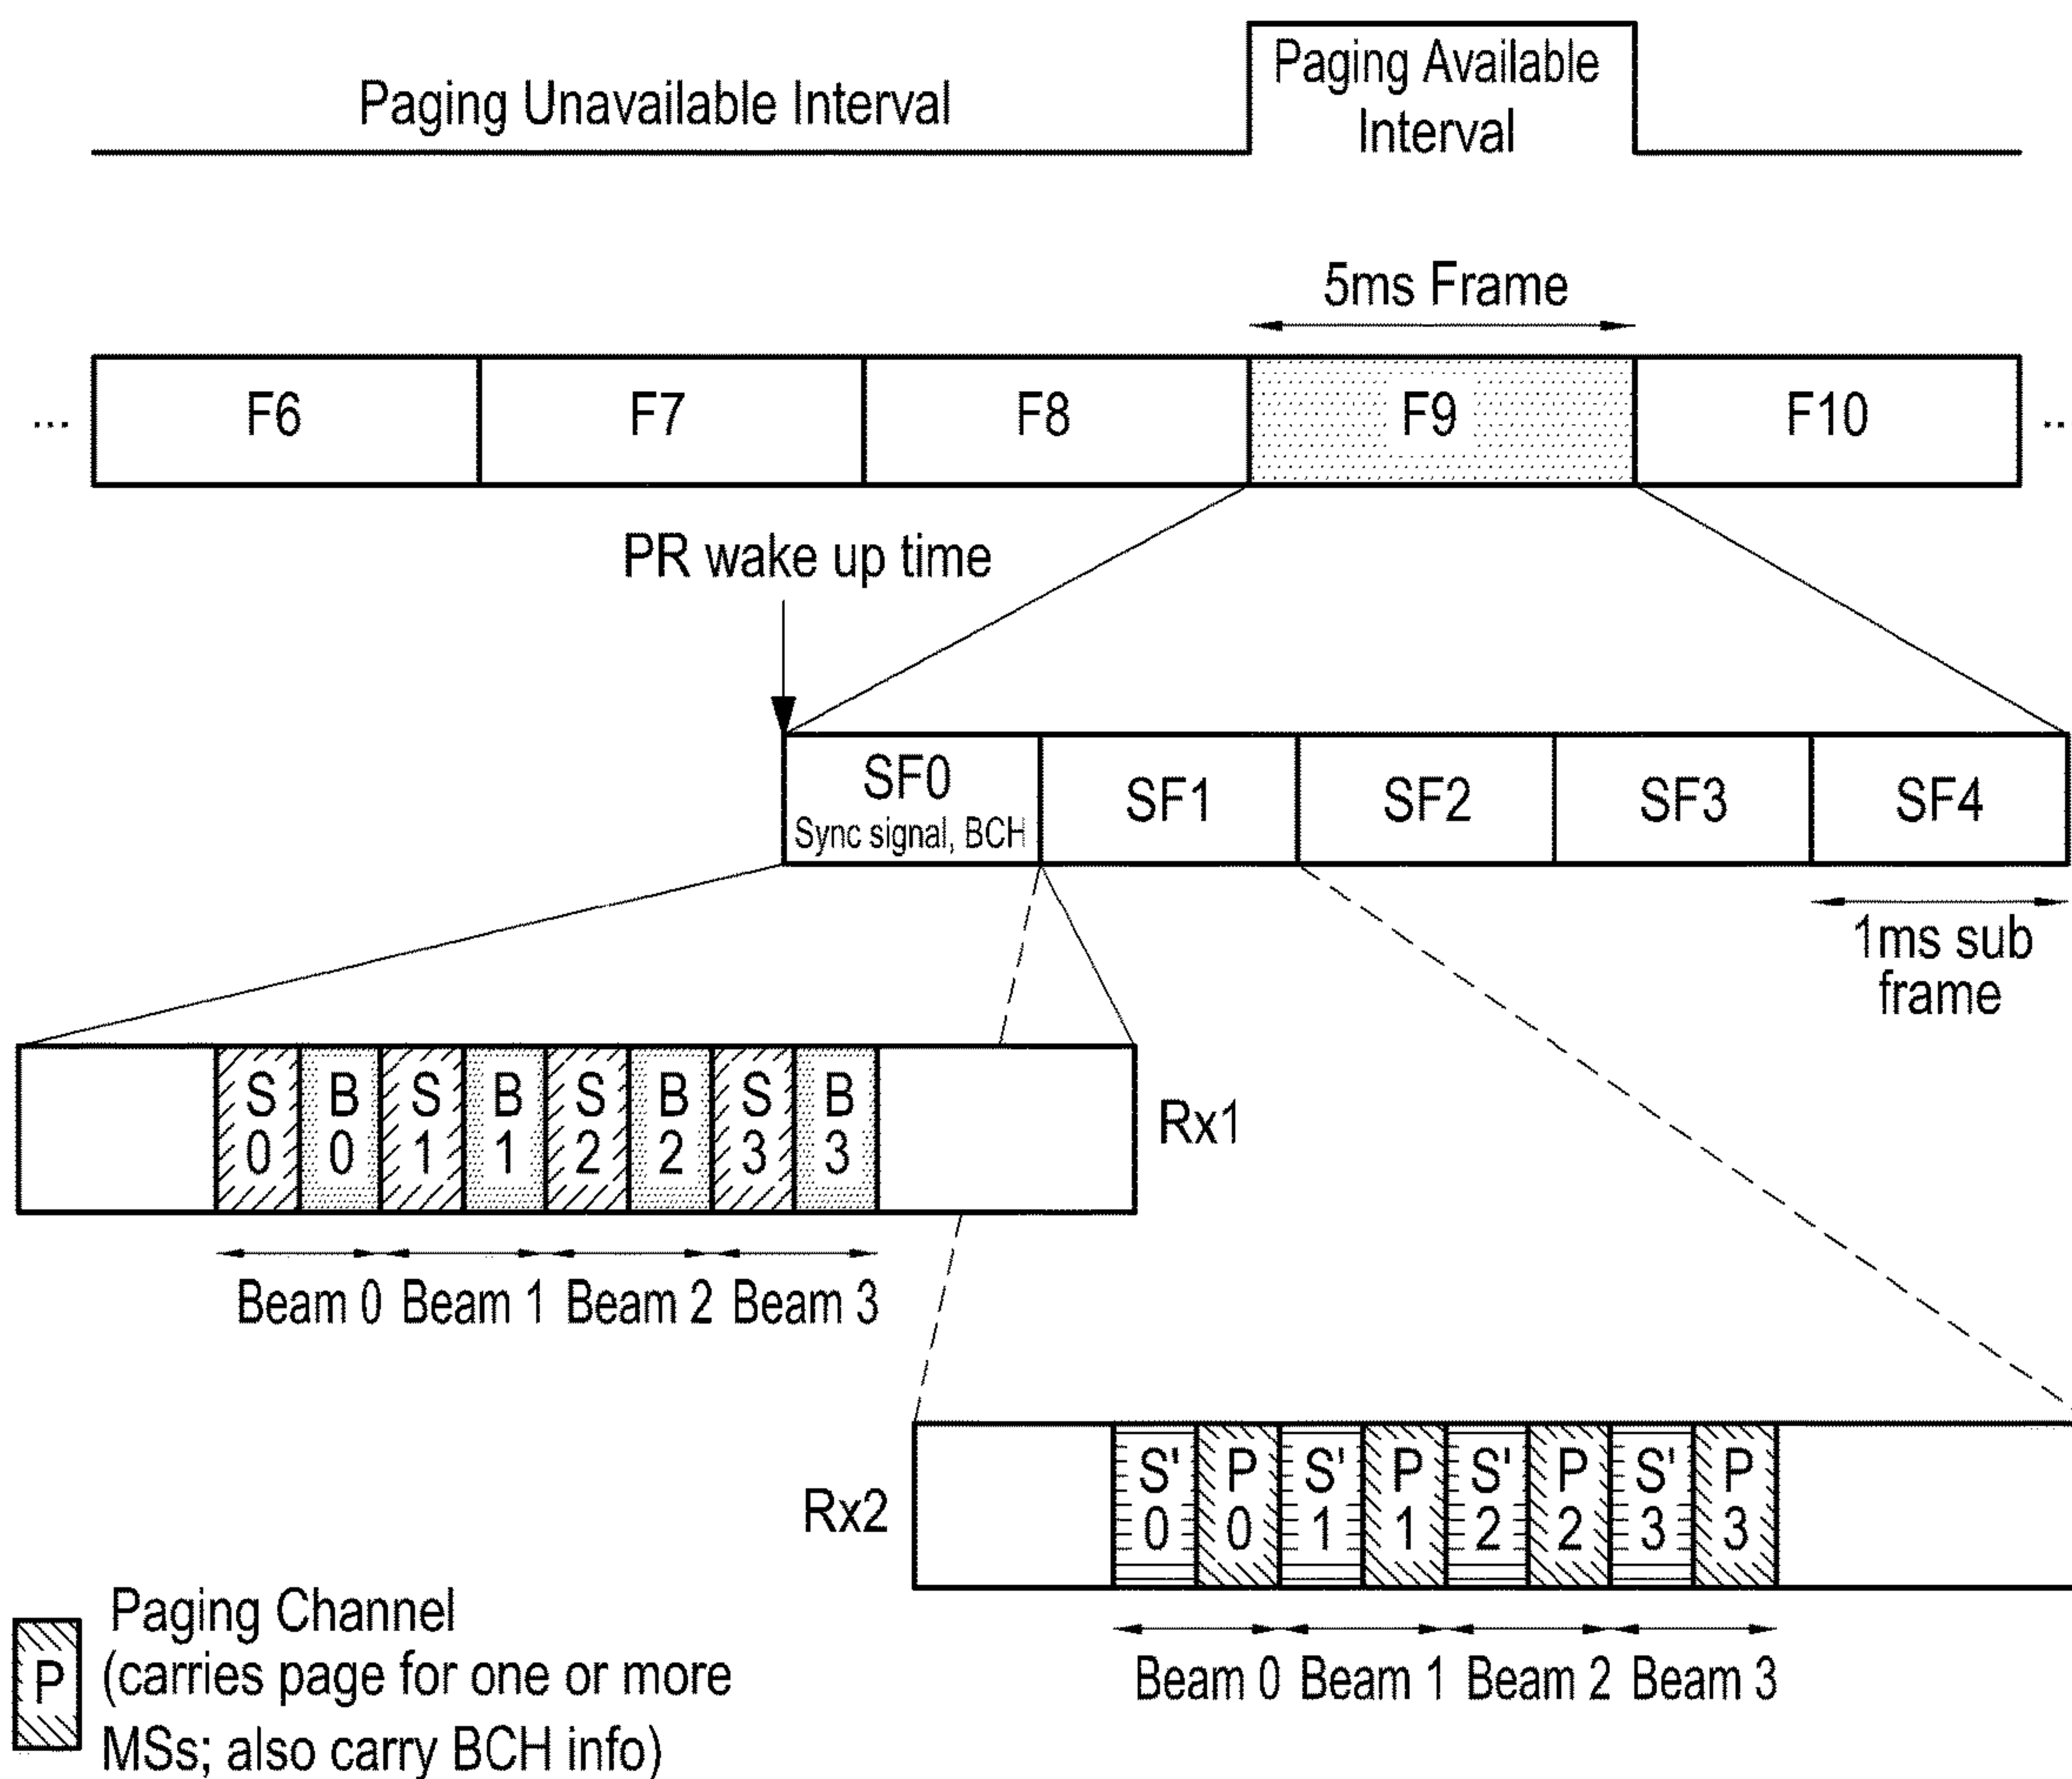 Paging Unavailable Interval
Paging Available
Interval
5ms Frame
... F6 F7 F8 F9 F10 ..
PR wake up time
SF0 SF1 SF2 SF3 SF4
Sync signal, BCH
1ms sub
frame
S B S B S B S B
0 0 1 1 2 2 3 3
Rx1
Beam 0 Beam 1 Beam 2 Beam 3
Rx2
S' P S' P S' P S' P
0 0 1 1 2 2 3 3
Beam 0 Beam 1 Beam 2 Beam 3
P
Paging Channel
(carries page for one or more
MSs; also carry BCH info)